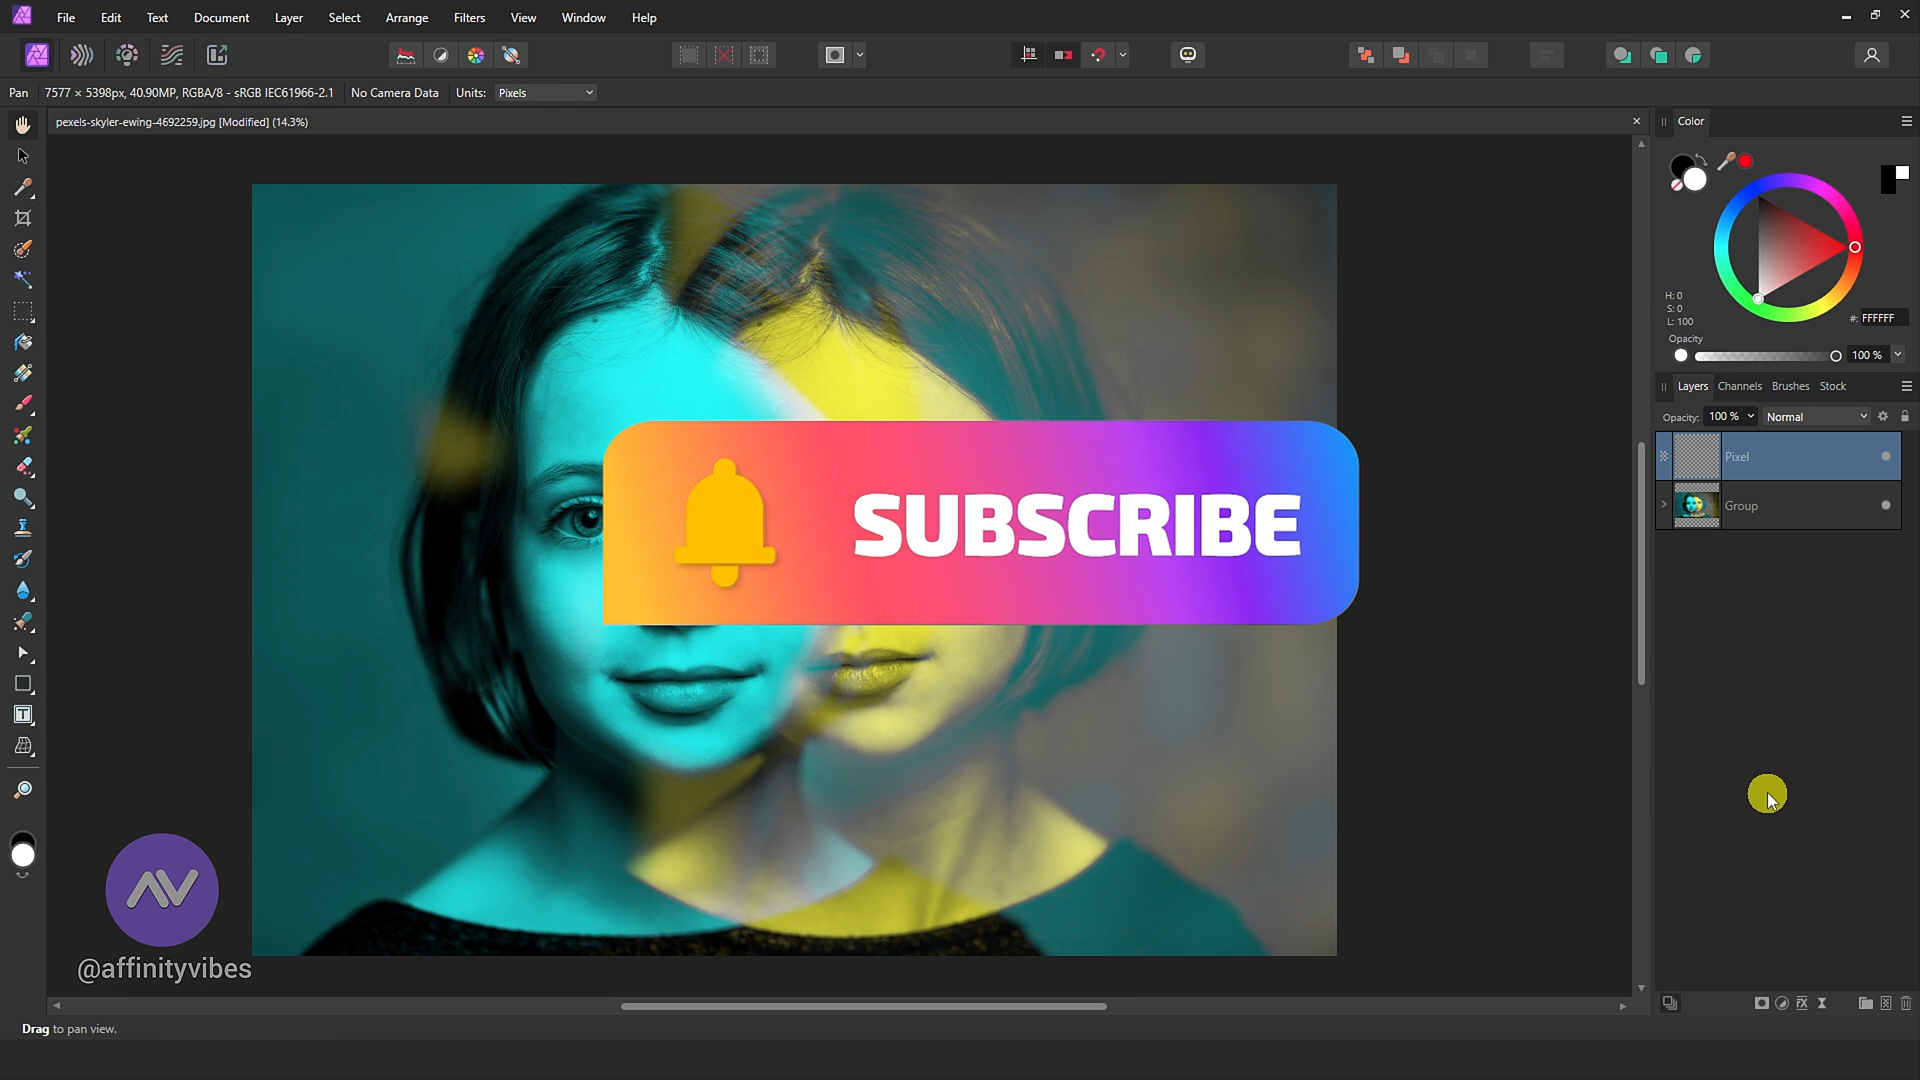 File Edit Text Document Layer Select Arrange Filters View Window Help
Pan 7577 × 5398px, 40.90MP, RGBA/8 - sRGB IEC61966-2.1 No Camera Data Units: Pixels
pexels-skyler-ewing-4692259.jpg [Modified] (14.3%)
Color
H: 0
S: 0
L: 100
#: FFFFFF
Opacity
100 %
Layers Channels Brushes Stock
Opacity: 100 % Normal
Pixel
Group
SUBSCRIBE
AV
@affinityvibes
Drag to pan view.